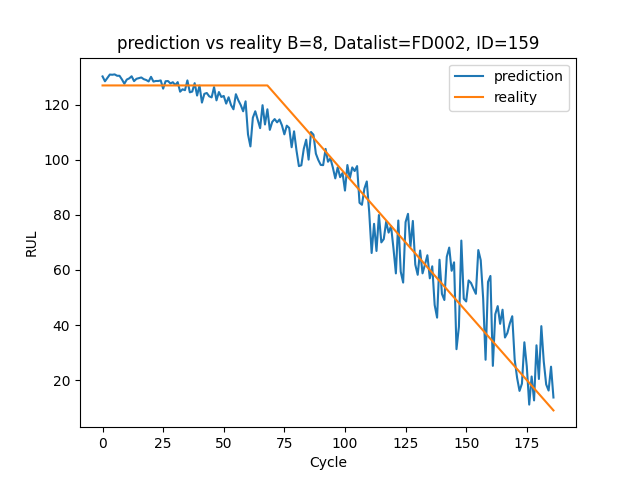 prediction vs reality B=8, Datalist=FD002, ID=159
prediction
reality
RUL
120
100
80
60
40
20
0 25 50 75 100 125 150 175
Cycle